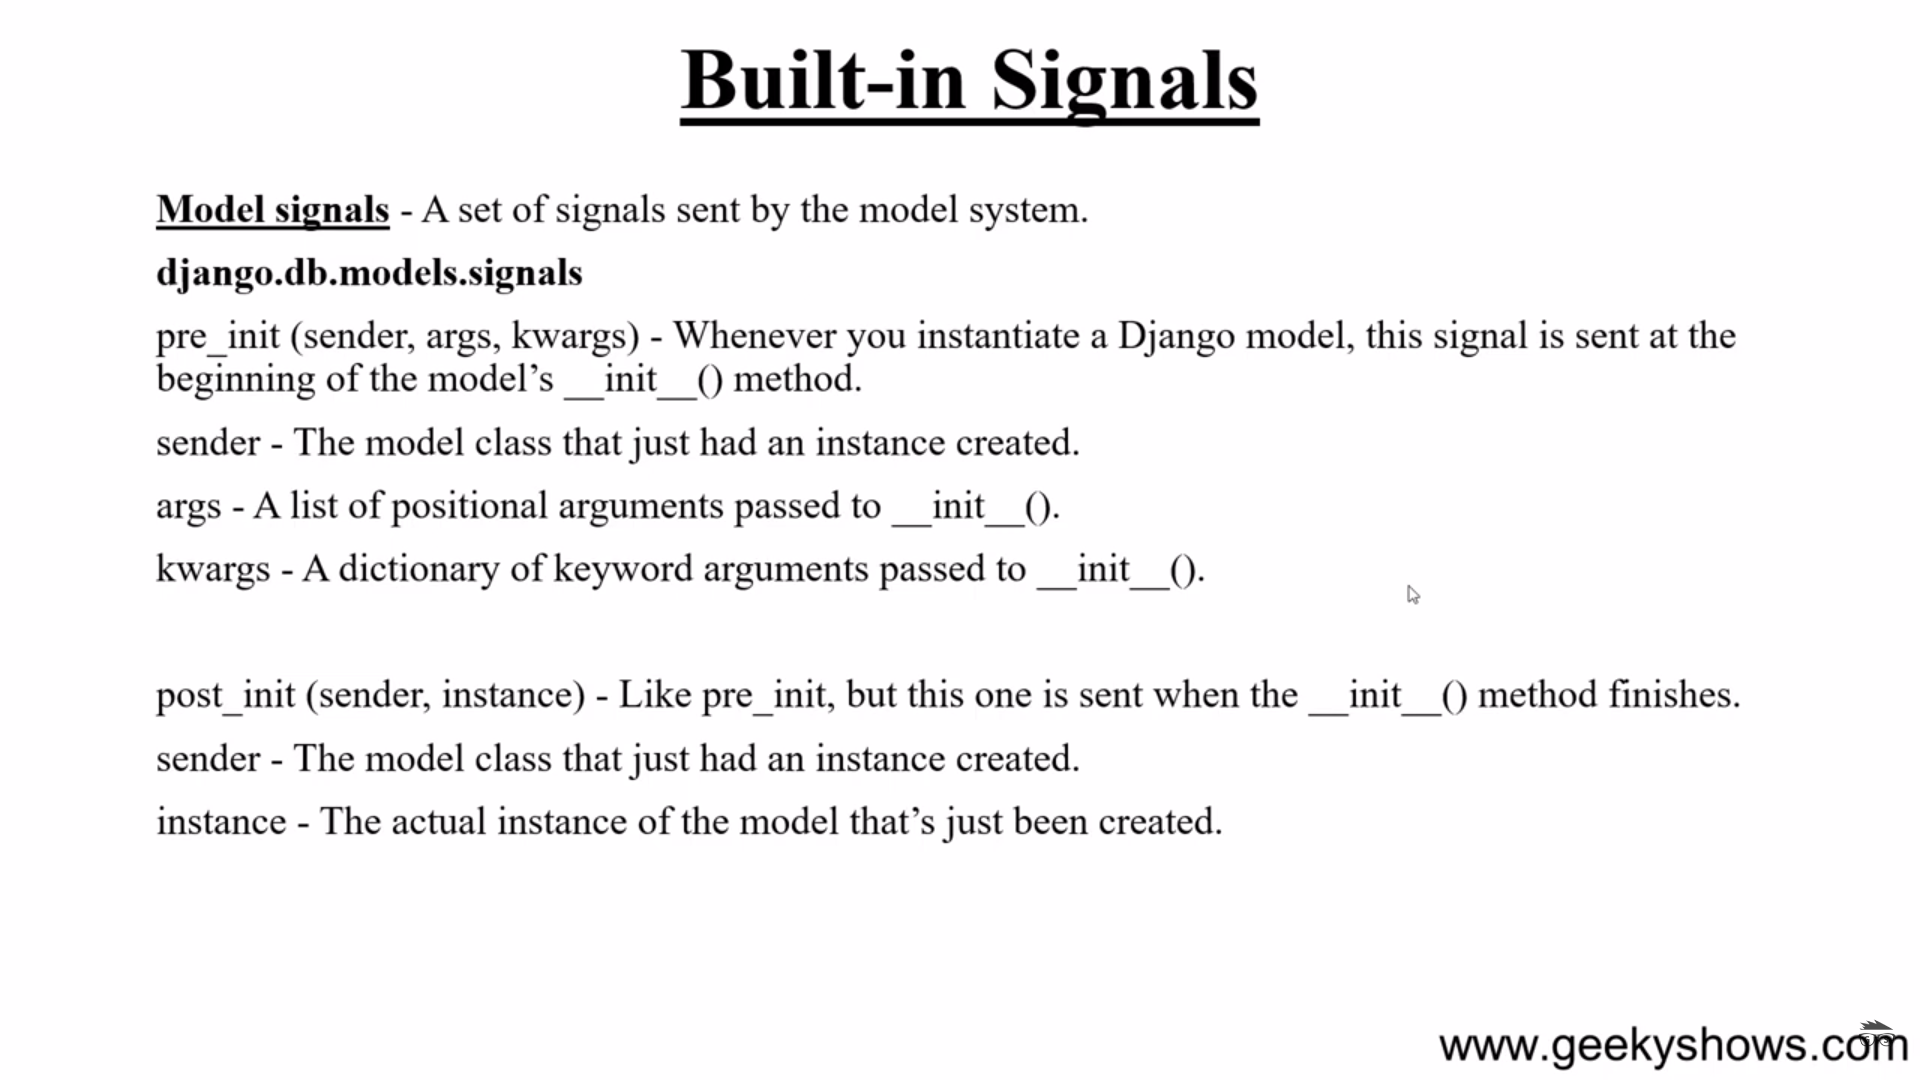 Built-in Signals
Model signals - A set of signals sent by the model system.
django.db.models.signals
pre_init (sender, args, kwargs) - Whenever you instantiate a Django model, this signal is sent at the
beginning of the model’s __init__() method.
sender - The model class that just had an instance created.
args - A list of positional arguments passed to __init__().
kwargs - A dictionary of keyword arguments passed to __init__().
post_init (sender, instance) - Like pre_init, but this one is sent when the __init__() method finishes.
sender - The model class that just had an instance created.
instance - The actual instance of the model that’s just been created.
www.geekyshows.com